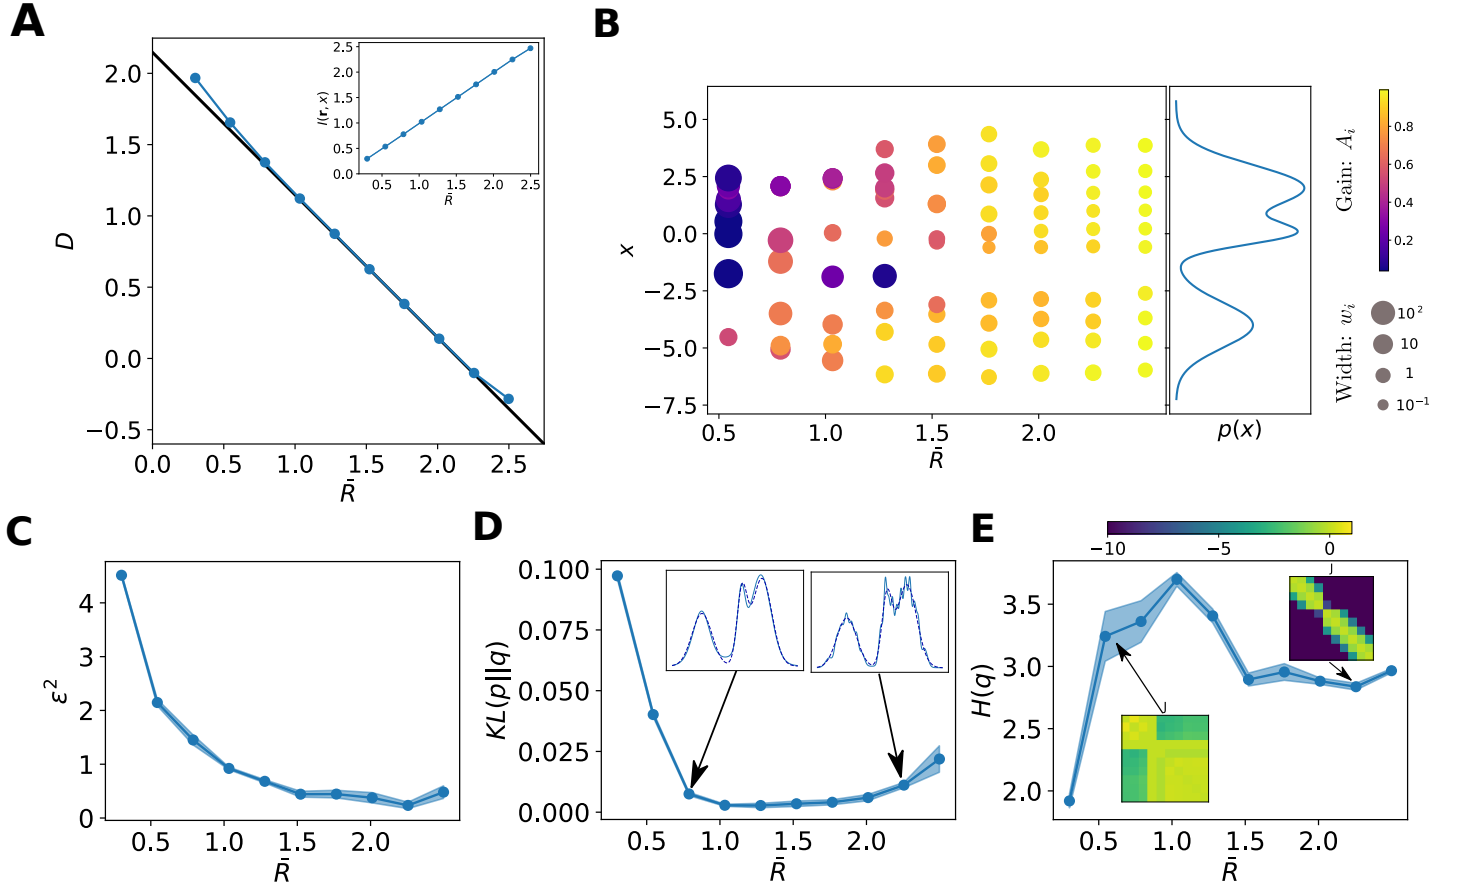 A
2.0
1.5
1.0
0.5
0.0
−0.5
D
0.0 0.5 1.0 1.5 2.0 2.5
R̄
2.5
2.0
1.5
1.0
0.5
0.0
I(r, x)
0.5 1.0 1.5 2.0 2.5
R̄
B
5.0
2.5
0.0
−2.5
−5.0
−7.5
x
0.5 1.0 1.5 2.0
R̄
p(x)
Gain: A_i
0.8
0.6
0.4
0.2
Width: w_i
10²
10
1
10⁻¹
C
4
3
2
1
0
ε²
0.5 1.0 1.5 2.0
R̄
D
0.100
0.075
0.050
0.025
0.000
KL(p||q)
0.5 1.0 1.5 2.0
R̄
E
−10 −5 0
3.5
3.0
2.5
2.0
H(q)
J
J
0.5 1.0 1.5 2.0
R̄